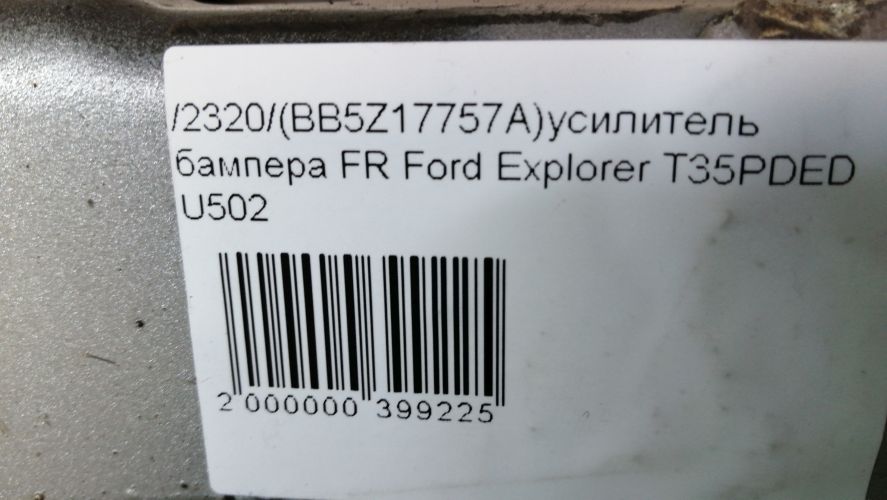 /2320/(BB5Z17757A)усилитель
бампера FR Ford Explorer T35PDED
U502
2 000000 399225